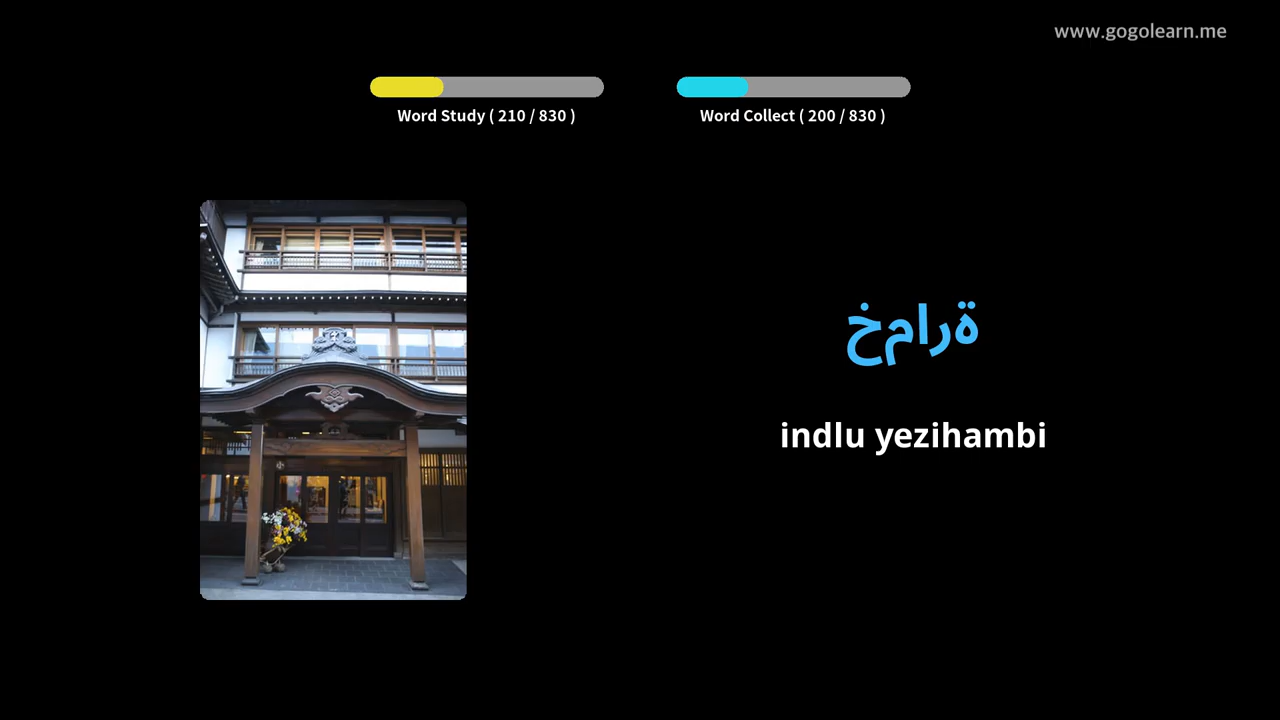 www.gogolearn.me
Word Study ( 210 / 830 )
Word Collect ( 200 / 830 )
خمارة
indlu yezihambi